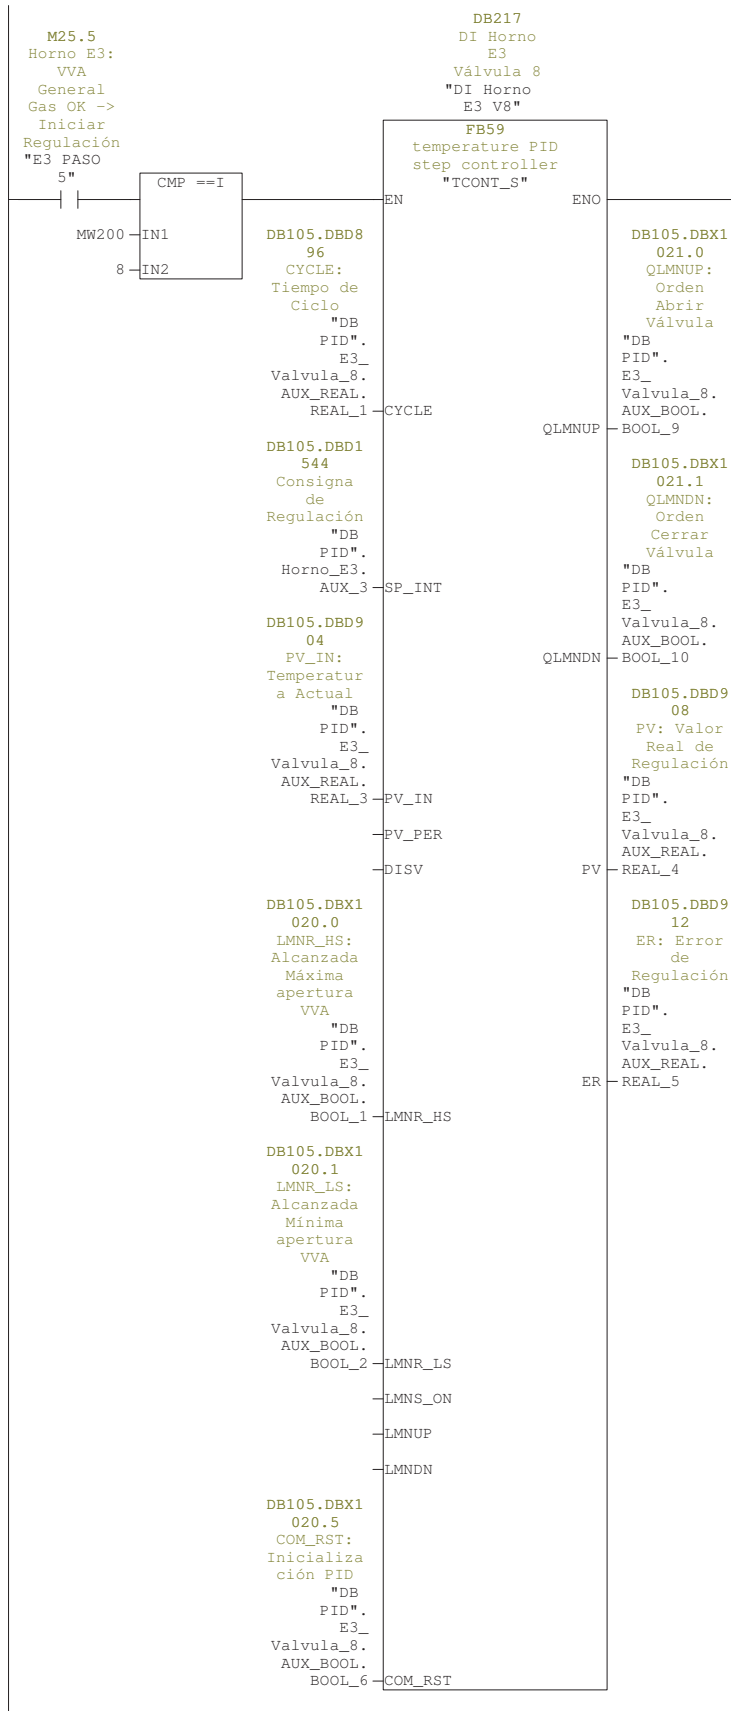 M25.5
Horno E3:
VVA
General
Gas OK ->
Iniciar
Regulación
"E3 PASO
5"
CMP ==I
MW200
IN1
8
IN2
DB217
DI Horno
E3
Válvula 8
"DI Horno
E3 V8"
FB59
temperature PID
step controller
"TCONT_S"
EN
ENO
DB105.DBD8
96
CYCLE:
Tiempo de
Ciclo
"DB
PID".
E3_
Valvula_8.
AUX_REAL.
REAL_1
CYCLE
DB105.DBX1
021.0
QLMNUP:
Orden
Abrir
Válvula
"DB
PID".
E3_
Valvula_8.
AUX_BOOL.
QLMNUP
BOOL_9
DB105.DBD1
544
Consigna
de
Regulación
"DB
PID".
Horno_E3.
AUX_3
SP_INT
DB105.DBX1
021.1
QLMNDN:
Orden
Cerrar
Válvula
"DB
PID".
E3_
Valvula_8.
AUX_BOOL.
QLMNDN
BOOL_10
DB105.DBD9
04
PV_IN:
Temperatur
a Actual
"DB
PID".
E3_
Valvula_8.
AUX_REAL.
REAL_3
PV_IN
PV_PER
DISV
DB105.DBD9
08
PV: Valor
Real de
Regulación
"DB
PID".
E3_
Valvula_8.
AUX_REAL.
PV
REAL_4
DB105.DBX1
020.0
LMNR_HS:
Alcanzada
Máxima
apertura
VVA
"DB
PID".
E3_
Valvula_8.
AUX_BOOL.
BOOL_1
LMNR_HS
DB105.DBD9
12
ER: Error
de
Regulación
"DB
PID".
E3_
Valvula_8.
AUX_REAL.
ER
REAL_5
DB105.DBX1
020.1
LMNR_LS:
Alcanzada
Mínima
apertura
VVA
"DB
PID".
E3_
Valvula_8.
AUX_BOOL.
BOOL_2
LMNR_LS
LMNS_ON
LMNUP
LMNDN
DB105.DBX1
020.5
COM_RST:
Inicializa
ción PID
"DB
PID".
E3_
Valvula_8.
AUX_BOOL.
BOOL_6
COM_RST